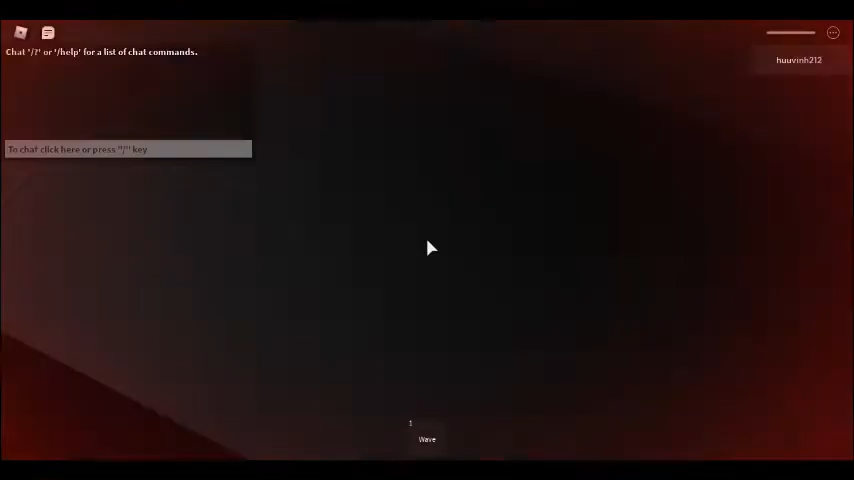 Chat '/?' or '/help' for a list of chat commands.
huuvinh212
To chat click here or press "/" key
1
Wave